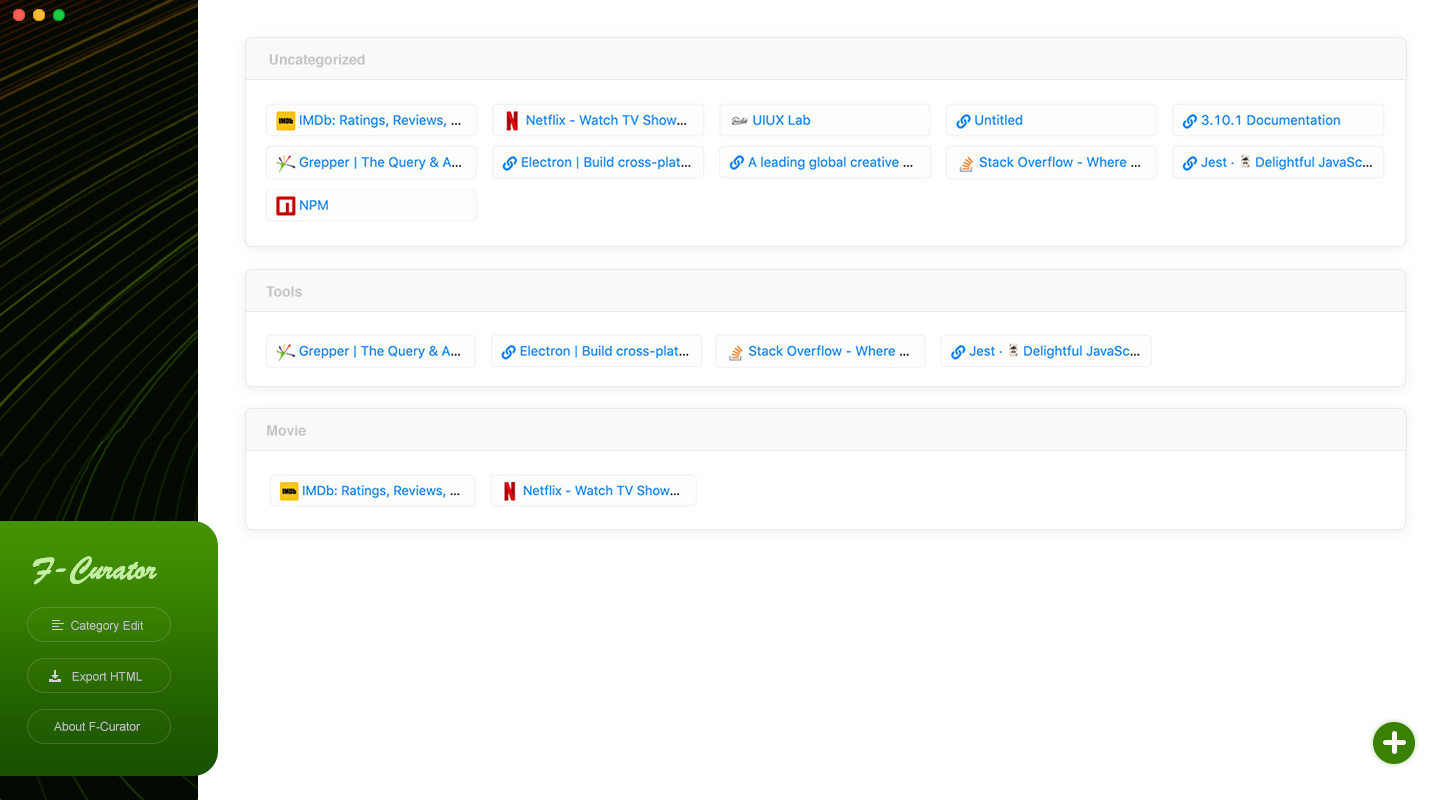 Uncategorized
IMDb: Ratings, Reviews, ...
Netflix - Watch TV Show...
UIUX Lab
Untitled
3.10.1 Documentation
Grepper | The Query & A...
Electron | Build cross-plat...
A leading global creative ...
Stack Overflow - Where ...
Jest · 🃏 Delightful JavaSc...
NPM
Tools
Grepper | The Query & A...
Electron | Build cross-plat...
Stack Overflow - Where ...
Jest · 🃏 Delightful JavaSc...
Movie
IMDb: Ratings, Reviews, ...
Netflix - Watch TV Show...
F-Curator
Category Edit
Export HTML
About F-Curator